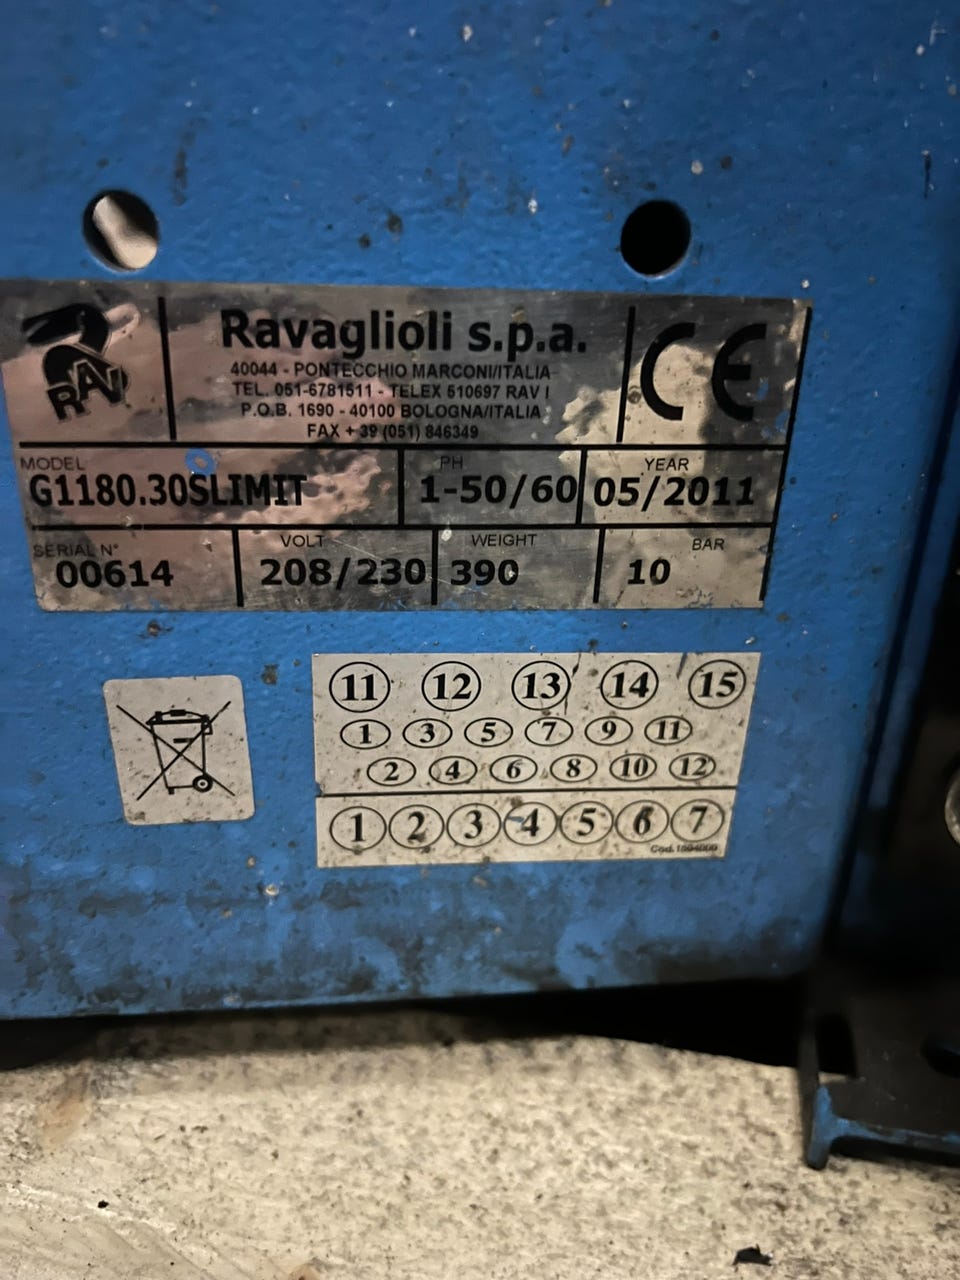 RAV
Ravaglioli s.p.a.
40044 - PONTECCHIO MARCONI/ITALIA
TEL. 051-6781511 - TELEX 510697 RAV I
P.O.B. 1690 - 40100 BOLOGNA/ITALIA
FAX + 39 (051) 846349
CE
MODEL
G1180.30SLIMIT
PH
1-50/60
YEAR
05/2011
SERIAL N°
00614
VOLT
208/230
WEIGHT
390
BAR
10
11 12 13 14 15
1 3 5 7 9 11
2 4 6 8 10 12
1 2 3 4 5 6 7
Cod.